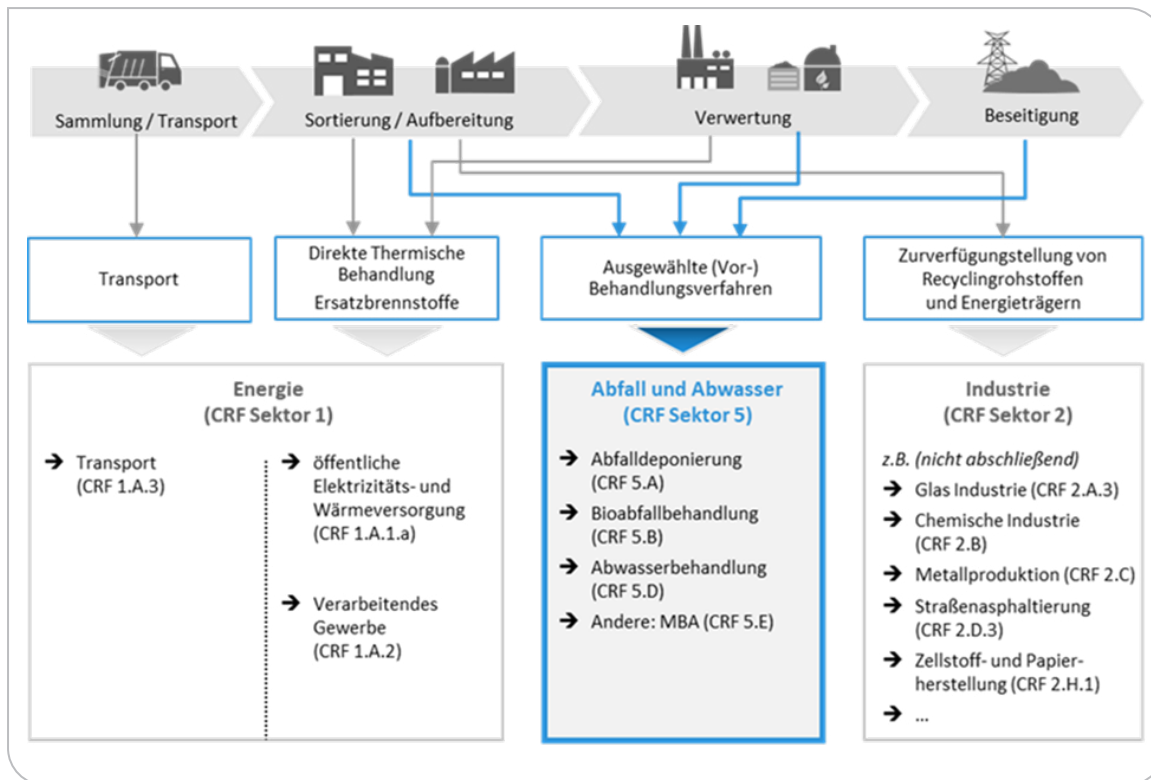 Sammlung / Transport
Sortierung / Aufbereitung
Verwertung
Beseitigung
Transport
Direkte Thermische
Behandlung
Ersatzbrennstoffe
Ausgewählte (Vor-)
Behandlungsverfahren
Zurverfügungstellung von
Recyclingrohstoffen
und Energieträgern
Energie
(CRF Sektor 1)
➔ Transport
(CRF 1.A.3)
➔ öffentliche
Elektrizitäts- und
Wärmeversorgung
(CRF 1.A.1.a)
➔ Verarbeitendes
Gewerbe
(CRF 1.A.2)
Abfall und Abwasser
(CRF Sektor 5)
➔ Abfalldeponierung
(CRF 5.A)
➔ Bioabfallbehandlung
(CRF 5.B)
➔ Abwasserbehandlung
(CRF 5.D)
➔ Andere: MBA (CRF 5.E)
Industrie
(CRF Sektor 2)
z.B. (nicht abschließend)
➔ Glas Industrie (CRF 2.A.3)
➔ Chemische Industrie
(CRF 2.B)
➔ Metallproduktion (CRF 2.C)
➔ Straßenasphaltierung
(CRF 2.D.3)
➔ Zellstoff- und Papier-
herstellung (CRF 2.H.1)
➔ ...